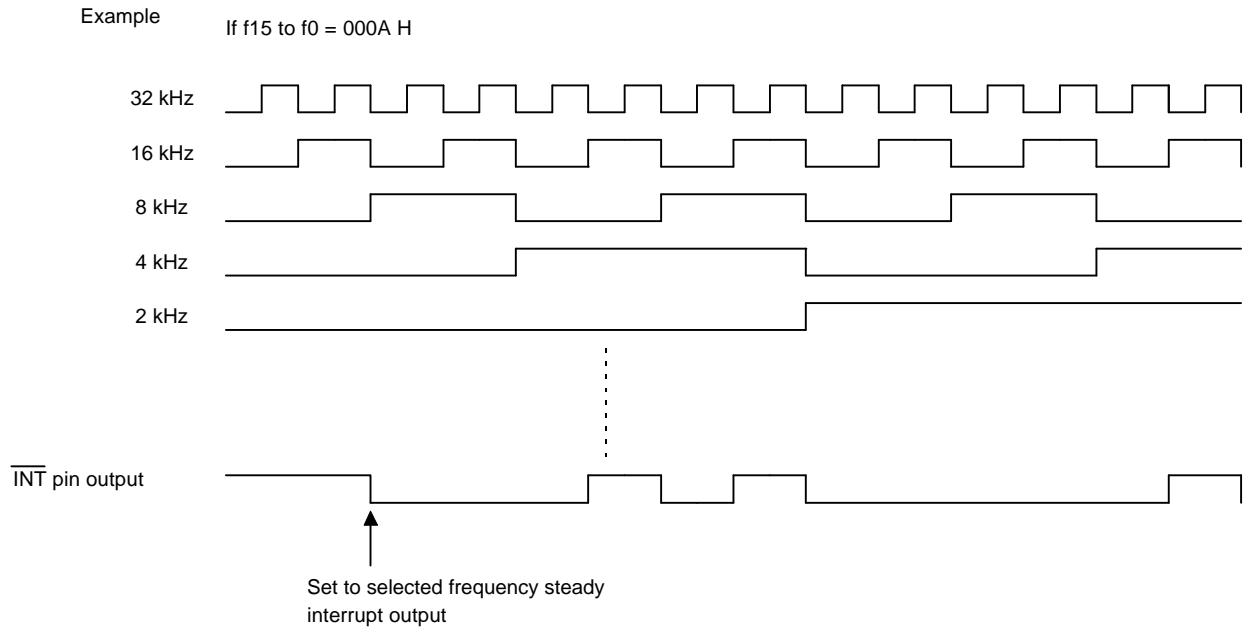 Example
If f15 to f0 = 000A H
32 kHz
16 kHz
8 kHz
4 kHz
2 kHz
INT pin output
Set to selected frequency steady
interrupt output